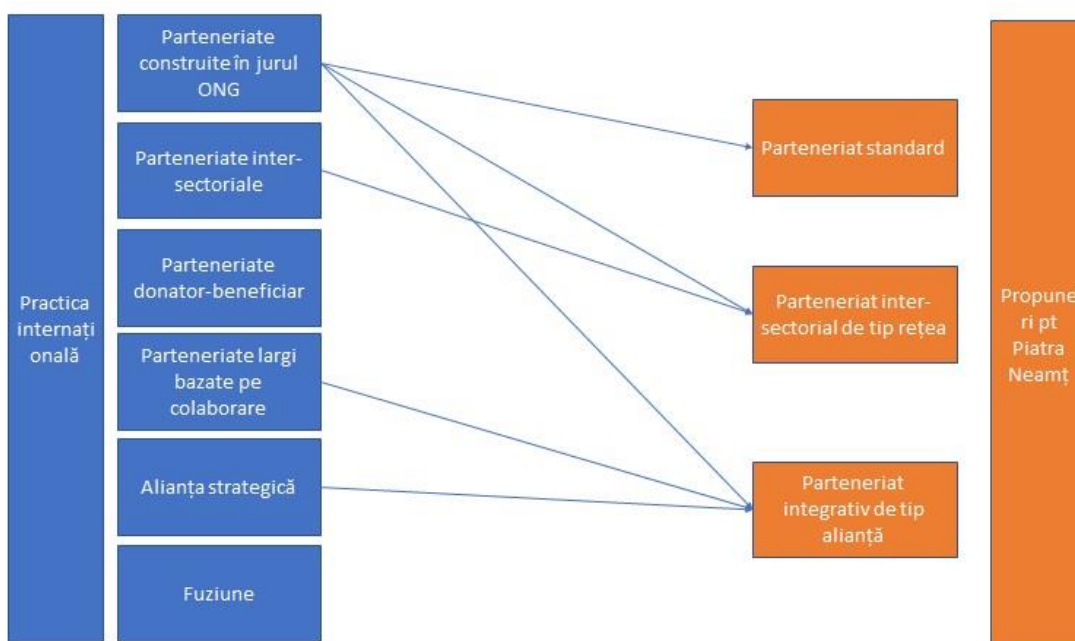 Practica
internați
onală
Parteneriate
construite în jurul
ONG
Parteneriate inter-
sectoriale
Parteneriate
donator-beneficiar
Parteneriate largi
bazate pe
colaborare
Alianța strategică
Fuziune
Parteneriat standard
Parteneriat inter-
sectorial de tip rețea
Parteneriat
integrativ de tip
alianță
Propune
ri pt
Piatra
Neamț